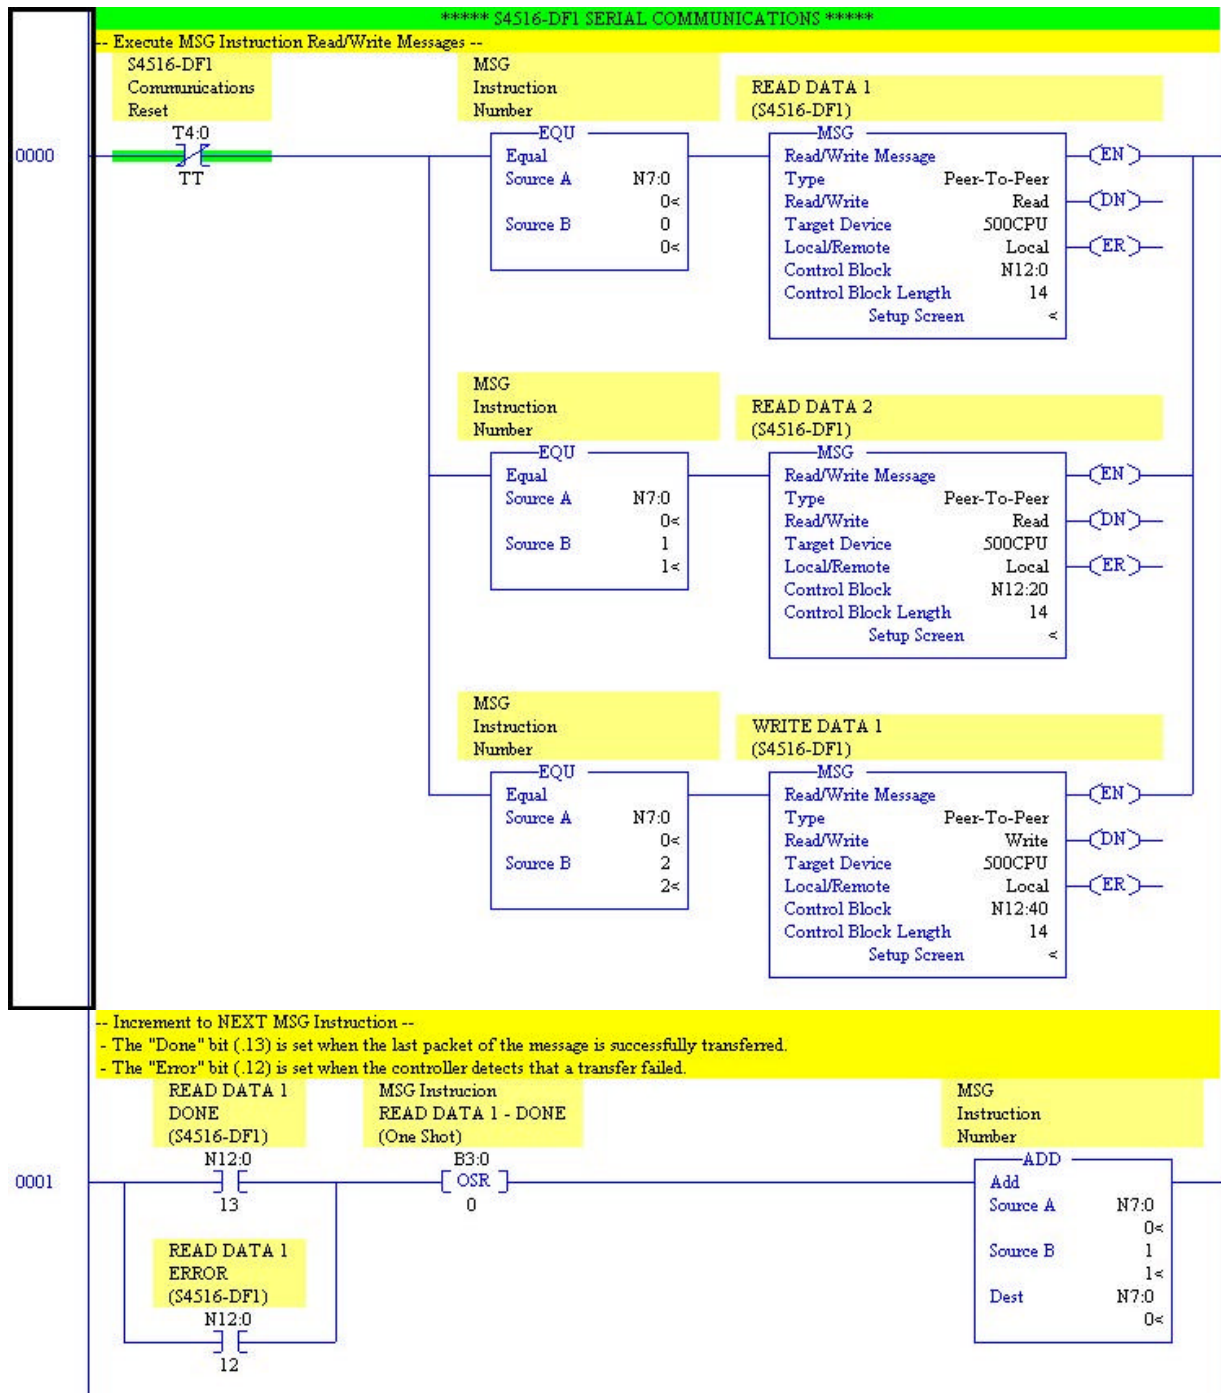 ***** S4516-DF1 SERIAL COMMUNICATIONS *****
-- Execute MSG Instruction Read/Write Messages --
S4516-DF1
Communications
Reset
T4:0
TT
0000
MSG
Instruction
Number
EQU
Equal
Source A N7:0
0<
Source B 0
0<
READ DATA 1
(S4516-DF1)
MSG
Read/Write Message
Type Peer-To-Peer
Read/Write Read
Target Device 500CPU
Local/Remote Local
Control Block N12:0
Control Block Length 14
Setup Screen <
EN
DN
ER
MSG
Instruction
Number
EQU
Equal
Source A N7:0
0<
Source B 1
1<
READ DATA 2
(S4516-DF1)
MSG
Read/Write Message
Type Peer-To-Peer
Read/Write Read
Target Device 500CPU
Local/Remote Local
Control Block N12:20
Control Block Length 14
Setup Screen <
EN
DN
ER
MSG
Instruction
Number
EQU
Equal
Source A N7:0
0<
Source B 2
2<
WRITE DATA 1
(S4516-DF1)
MSG
Read/Write Message
Type Peer-To-Peer
Read/Write Write
Target Device 500CPU
Local/Remote Local
Control Block N12:40
Control Block Length 14
Setup Screen <
EN
DN
ER
-- Increment to NEXT MSG Instruction --
- The "Done" bit (.13) is set when the last packet of the message is successfully transferred.
- The "Error" bit (.12) is set when the controller detects that a transfer failed.
READ DATA 1
DONE
(S4516-DF1)
N12:0
13
0001
READ DATA 1
ERROR
(S4516-DF1)
N12:0
12
MSG Instrucion
READ DATA 1 - DONE
(One Shot)
B3:0
OSR
0
MSG
Instruction
Number
ADD
Add
Source A N7:0
0<
Source B 1
1<
Dest N7:0
0<